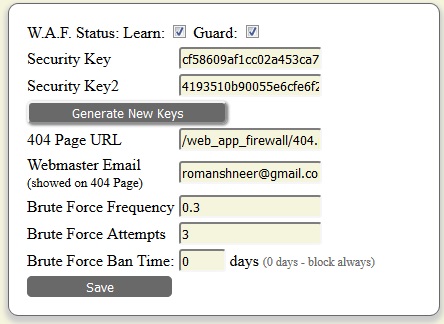 W.A.F. Status: Learn: Guard:
Security Key cf58609af1cc02a453ca7
Security Key2 4193510b90055e6cfe6f2
Generate New Keys
404 Page URL /web_app_firewall/404.
Webmaster Email romanshneer@gmail.co
(showed on 404 Page)
Brute Force Frequency 0.3
Brute Force Attempts 3
Brute Force Ban Time: 0 days (0 days - block always)
Save